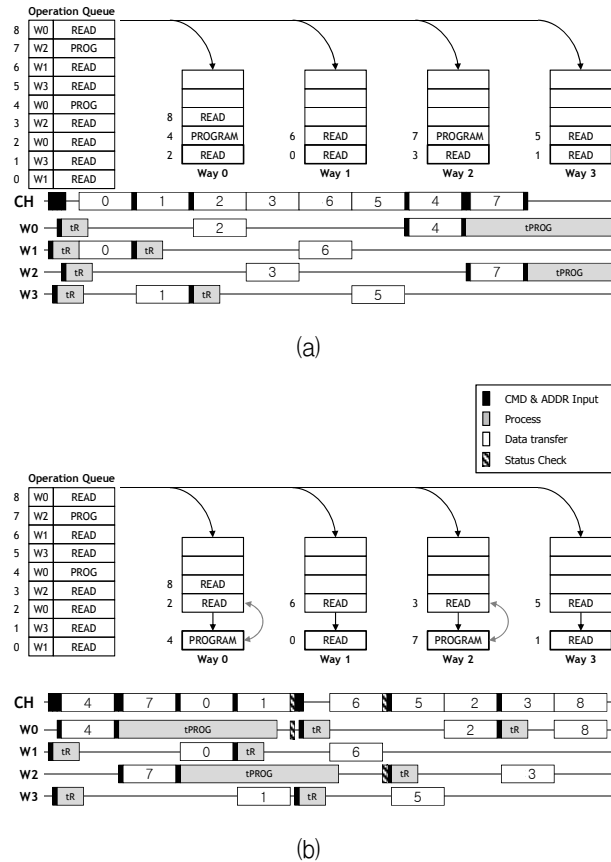 Operation Queue
8 W0 READ
7 W2 PROG
6 W1 READ
5 W3 READ
4 W0 PROG
3 W2 READ
2 W0 READ
1 W3 READ
0 W1 READ
8 READ
4 PROGRAM 6 READ 7 PROGRAM 5 READ
2 READ 0 READ 3 READ 1 READ
Way 0 Way 1 Way 2 Way 3
CH 0 1 2 3 6 5 4 7
W0 tR 2 4 tPROG
W1 tR 0 tR 6
W2 tR 3 7 tPROG
W3 tR 1 tR 5
(a)
CMD & ADDR Input
Process
Data transfer
Status Check
Operation Queue
8 W0 READ
7 W2 PROG
6 W1 READ
5 W3 READ
4 W0 PROG
3 W2 READ
2 W0 READ
1 W3 READ
0 W1 READ
8 READ
2 READ 6 READ 3 READ 5 READ
4 PROGRAM 0 READ 7 PROGRAM 1 READ
Way 0 Way 1 Way 2 Way 3
CH 4 7 0 1 6 5 2 3 8
W0 4 tPROG tR 2 tR 8
W1 tR 0 tR 6
W2 7 tPROG tR 3
W3 tR 1 tR 5
(b)